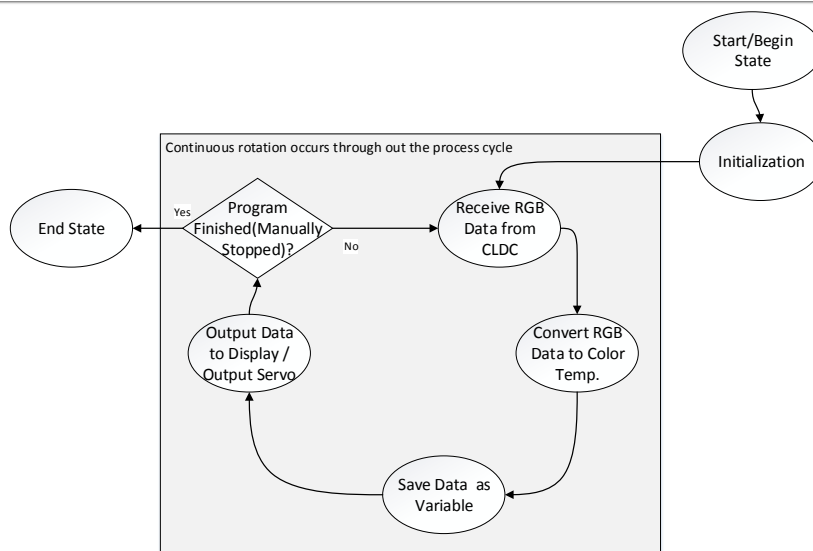 Start/Begin
State
Initialization
Continuous rotation occurs through out the process cycle
Receive RGB
Data from
CLDC
Convert RGB
Data to Color
Temp.
Save Data as
Variable
Output Data
to Display /
Output Servo
Program
Finished(Manually
Stopped)?
Yes
No
End State